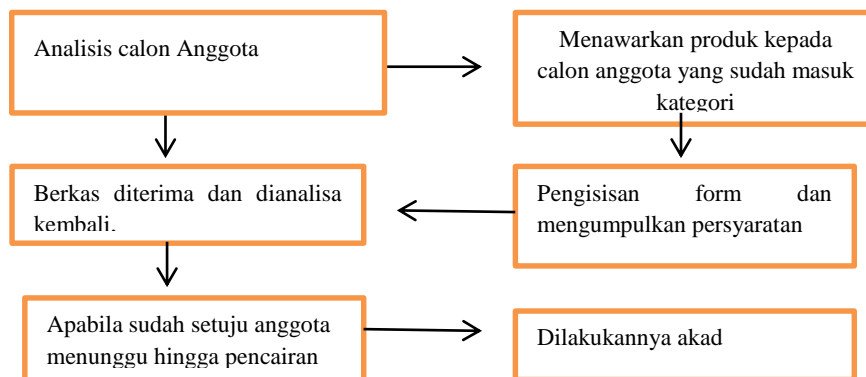 Analisis calon Anggota
Menawarkan produk kepada
calon anggota yang sudah masuk
kategori
Berkas diterima dan dianalisa
kembali.
Pengisisan form dan
mengumpulkan persyaratan
Apabila sudah setuju anggota
menunggu hingga pencairan
Dilakukannya akad